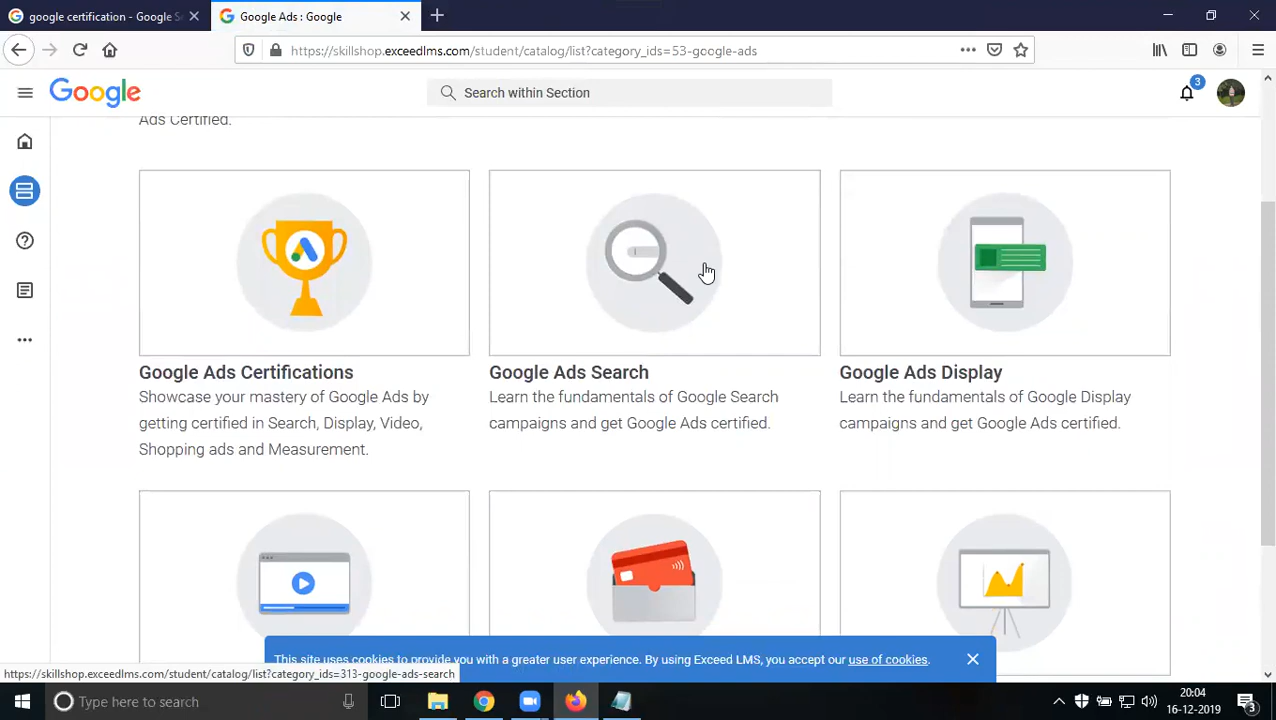 google certification - Google S
Google Ads : Google
https://skillshop.exceedlms.com/student/catalog/list?category_ids=53-google-ads
Google
Search within Section
3
Ads Certified.
Google Ads Certifications
Showcase your mastery of Google Ads by
getting certified in Search, Display, Video,
Shopping ads and Measurement.
Google Ads Search
Learn the fundamentals of Google Search
campaigns and get Google Ads certified.
Google Ads Display
Learn the fundamentals of Google Display
campaigns and get Google Ads certified.
This site uses cookies to provide you with a greater user experience. By using Exceed LMS, you accept our use of cookies.
https://skillshop.exceedlms.com/student/catalog/list?category_ids=313-google-ads-search
Type here to search
20:04
16-12-2019
3